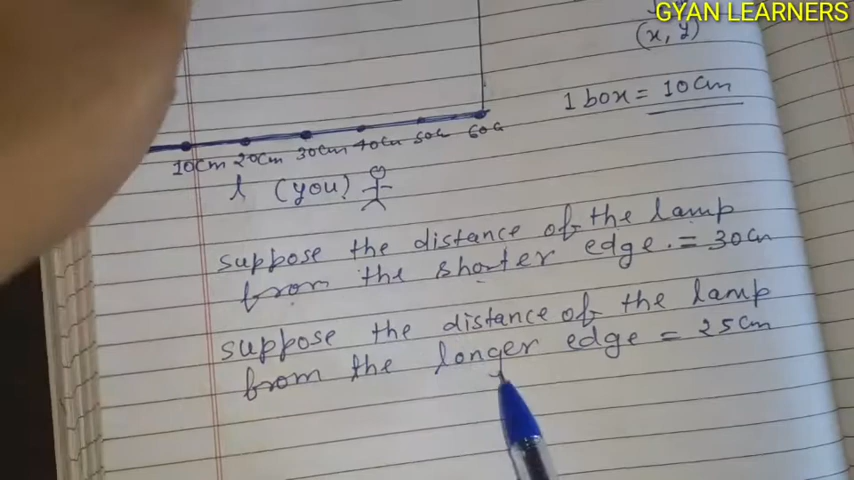 GYAN LEARNERS
(x, y)
1 box = 10cm
10cm 20cm 30cm 40cm 50cm 60cm
l (you)
suppose the distance of the lamp
from the shorter edge. = 30cm
suppose the distance of the lamp
from the longer edge = 25cm